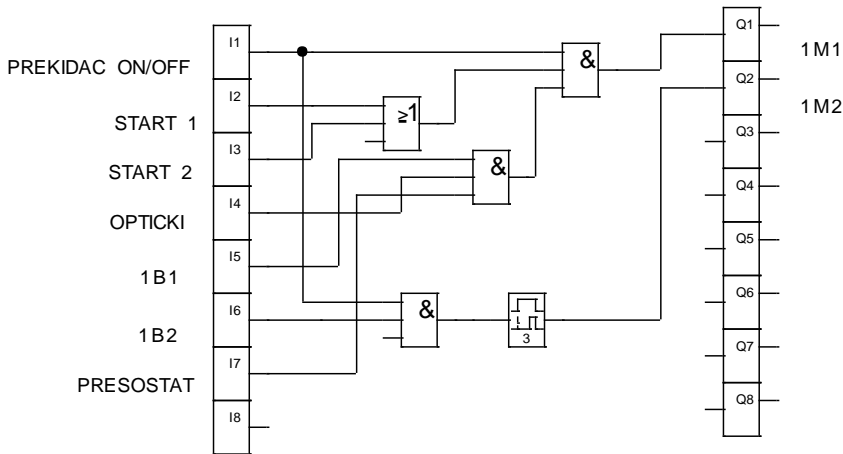 I1
PREKIDAC ON/OFF
I2
START 1
I3
START 2
I4
OPTICKI
I5
1B1
I6
1B2
I7
PRESOSTAT
I8
≥1
&
&
&
3
Q1
1M1
Q2
1M2
Q3
Q4
Q5
Q6
Q7
Q8